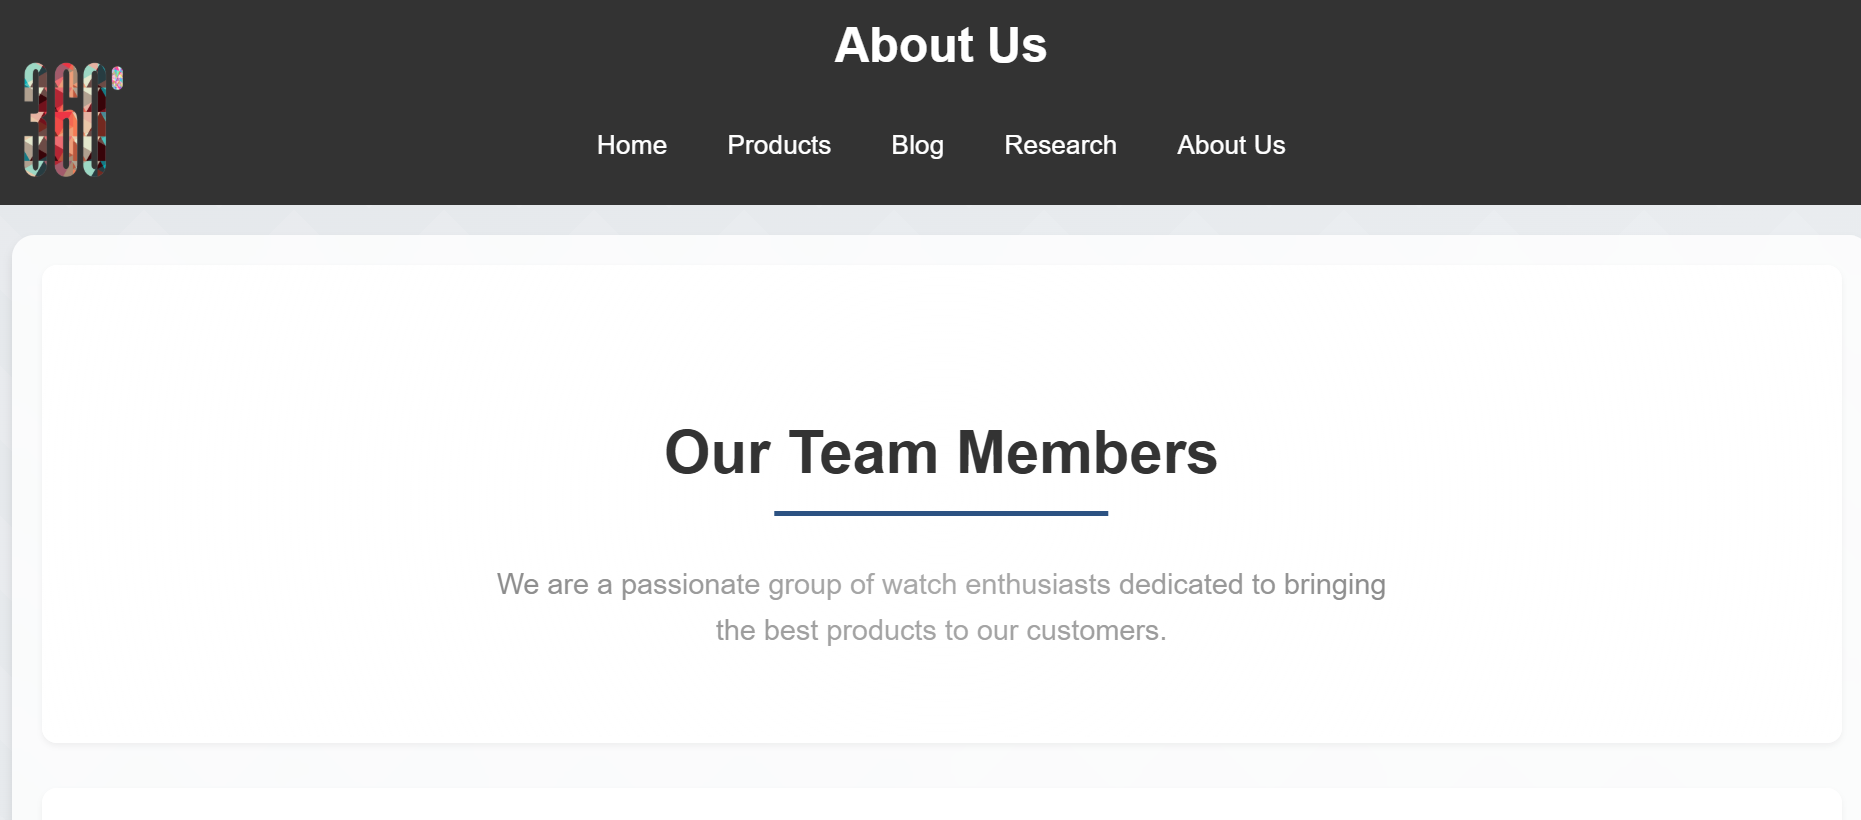 About Us
360°
Home Products Blog Research About Us
Our Team Members
We are a passionate group of watch enthusiasts dedicated to bringing
the best products to our customers.